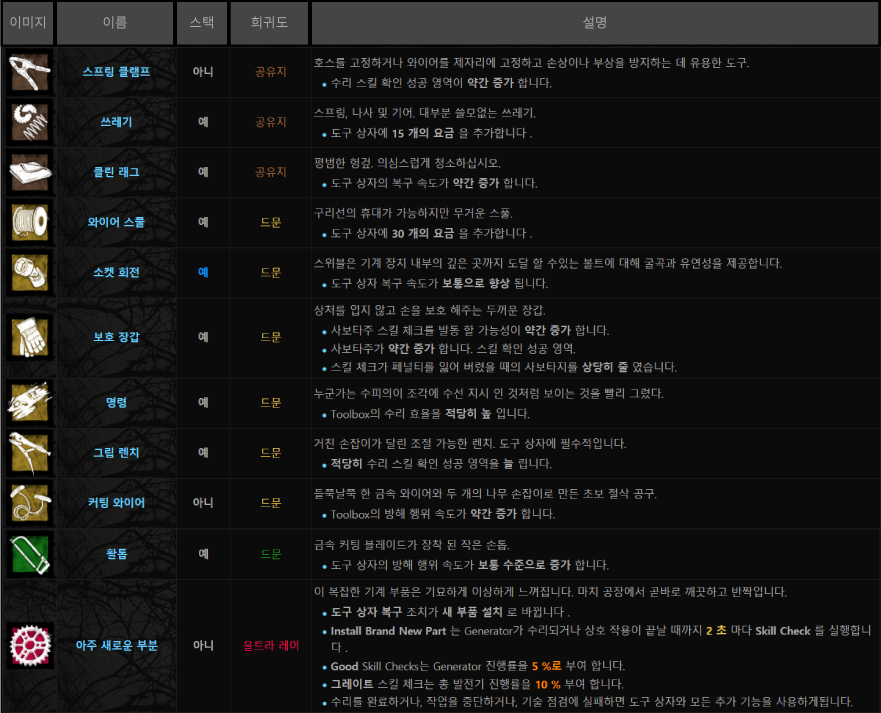 이미지 이름 스택 희귀도 설명
스프링 클램프 아니 공유지 호스를 고정하거나 와이어를 제자리에 고정하고 손상이나 부상을 방지하는 데 유용한 도구.
• 수리 스킬 확인 성공 영역이 약간 증가 합니다.
쓰레기 예 공유지 스프링, 나사 및 기어. 대부분 쓸모없는 쓰레기.
• 도구 상자에 15 개의 요금 을 추가합니다 .
클린 래그 예 공유지 평범한 헝겊. 의심스럽게 청소하십시오.
• 도구 상자의 복구 속도가 약간 증가 합니다.
와이어 스풀 예 드문 구리선의 휴대가 가능하지만 무거운 스풀.
• 도구 상자에 30 개의 요금 을 추가합니다 .
소켓 회전 예 드문 스위블은 기계 장치 내부의 깊은 곳까지 도달 할 수있는 볼트에 대해 굴곡과 유연성을 제공합니다.
• 도구 상자 복구 속도가 보통으로 향상 됩니다.
보호 장갑 예 드문 상처를 입지 않고 손을 보호 해주는 두꺼운 장갑.
• 사보타주 스킬 체크를 발동 할 가능성이 약간 증가 합니다.
• 사보타주가 약간 증가 합니다. 스킬 확인 성공 영역.
• 스킬 체크가 페널티를 잃어 버렸을 때의 사보타지를 상당히 줄 였습니다.
명령 예 드문 누군가는 수피의이 조각에 수선 지시 인 것처럼 보이는 것을 빨리 그렸다.
• Toolbox의 수리 효율을 적당히 높 입니다.
그립 렌치 예 드문 거친 손잡이가 달린 조절 가능한 렌치. 도구 상자에 필수적입니다.
• 적당히 수리 스킬 확인 성공 영역을 늘 립니다.
커팅 와이어 아니 드문 들쭉날쭉 한 금속 와이어와 두 개의 나무 손잡이로 만든 초보 절삭 공구.
• Toolbox의 방해 행위 속도가 약간 증가 합니다.
활톱 예 드문 금속 커팅 블레이드가 장착 된 작은 손톱.
• 도구 상자의 방해 행위 속도가 보통 수준으로 증가 합니다.
아주 새로운 부분 아니 울트라 레어 이 복잡한 기계 부품은 기묘하게 이상하게 느껴집니다. 마치 공장에서 곧바로 깨끗하고 반짝입니다.
• 도구 상자 복구 조치가 새 부품 설치 로 바뀝니다 .
• Install Brand New Part 는 Generator가 수리되거나 상호 작용이 끝날 때까지 2 초 마다 Skill Check 를 실행합니
다 .
• Good Skill Checks는 Generator 진행률을 5 %로 부여 합니다.
• 그레이트 스킬 체크는 총 발전기 진행률을 10 % 부여 합니다.
• 수리를 완료하거나, 작업을 중단하거나, 기술 점검에 실패하면 도구 상자와 모든 추가 기능을 사용하게됩니다.